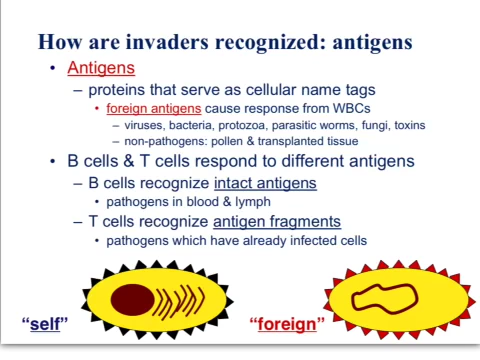 How are invaders recognized: antigens
• Antigens
– proteins that serve as cellular name tags
• foreign antigens cause response from WBCs
– viruses, bacteria, protozoa, parasitic worms, fungi, toxins
– non-pathogens: pollen & transplanted tissue
• B cells & T cells respond to different antigens
– B cells recognize intact antigens
• pathogens in blood & lymph
– T cells recognize antigen fragments
• pathogens which have already infected cells
“self” “foreign”